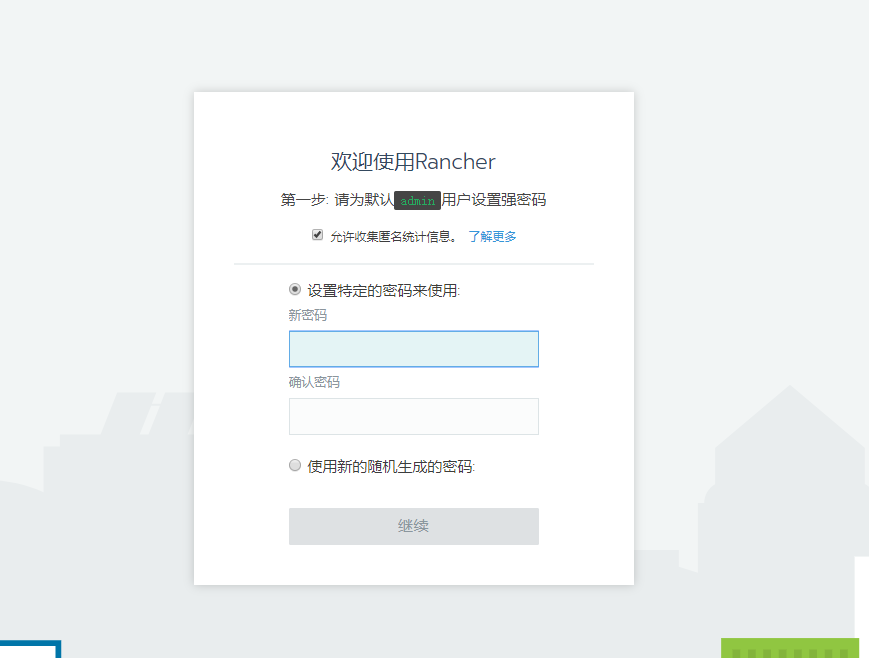 欢迎使用Rancher
第一步: 请为默认admin用户设置强密码
允许收集匿名统计信息。 了解更多
设置特定的密码来使用:
新密码
确认密码
使用新的随机生成的密码:
继续